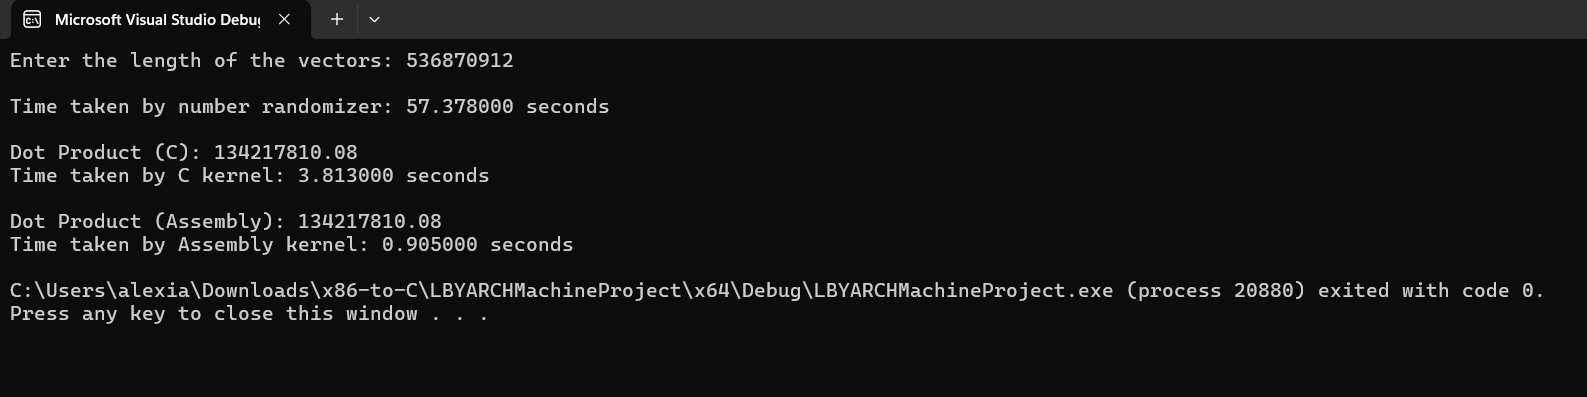 Microsoft Visual Studio Debu
Enter the length of the vectors: 536870912
Time taken by number randomizer: 57.378000 seconds
Dot Product (C): 134217810.08
Time taken by C kernel: 3.813000 seconds
Dot Product (Assembly): 134217810.08
Time taken by Assembly kernel: 0.905000 seconds
C:\Users\alexia\Downloads\x86-to-C\LBYARCHMachineProject\x64\Debug\LBYARCHMachineProject.exe (process 20880) exited with code 0.
Press any key to close this window . . .